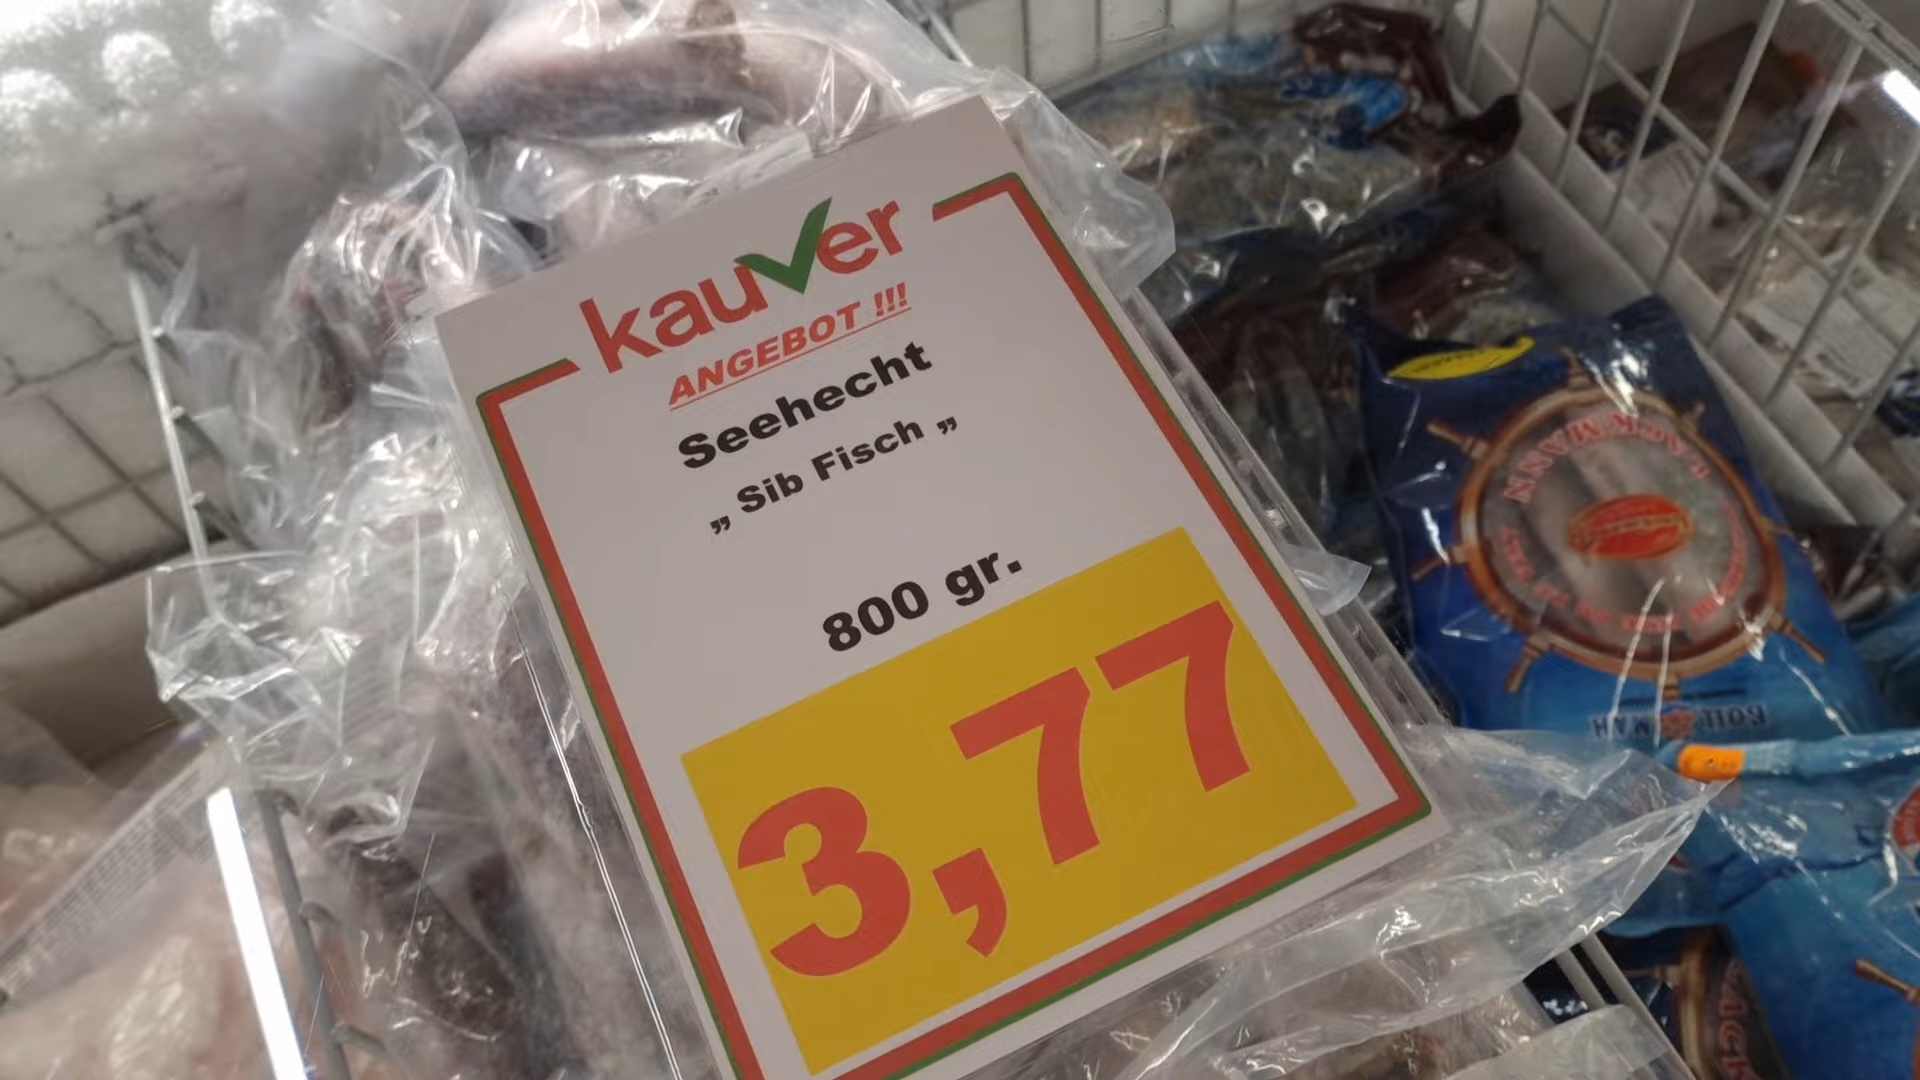 kauver
ANGEBOT !!!
Seehecht
„ Sib Fisch „
800 gr.
3,77